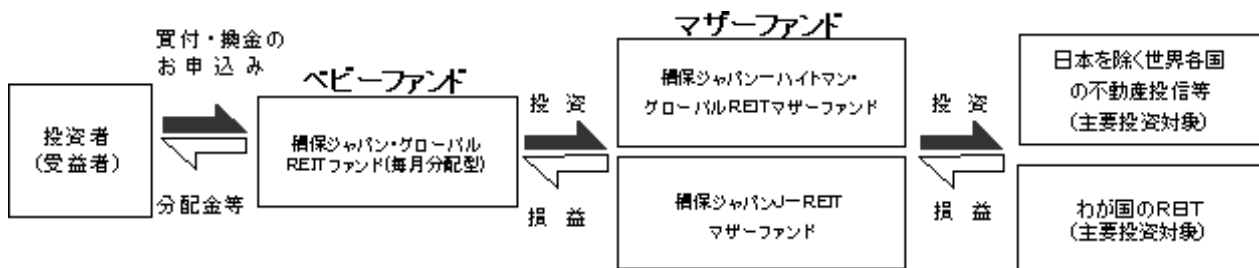 買付・換金の
お申込み
投資者
(受益者)
分配金等
ベビーファンド
損保ジャパン・グローバル
REITファンド(毎月分配型)
投資
損益
マザーファンド
損保ジャパンーハイトマン・
グローバルREITマザーファンド
損保ジャパンJーREIT
マザーファンド
投資
損益
日本を除く世界各国
の不動産投信等
(主要投資対象)
わが国のREIT
(主要投資対象)